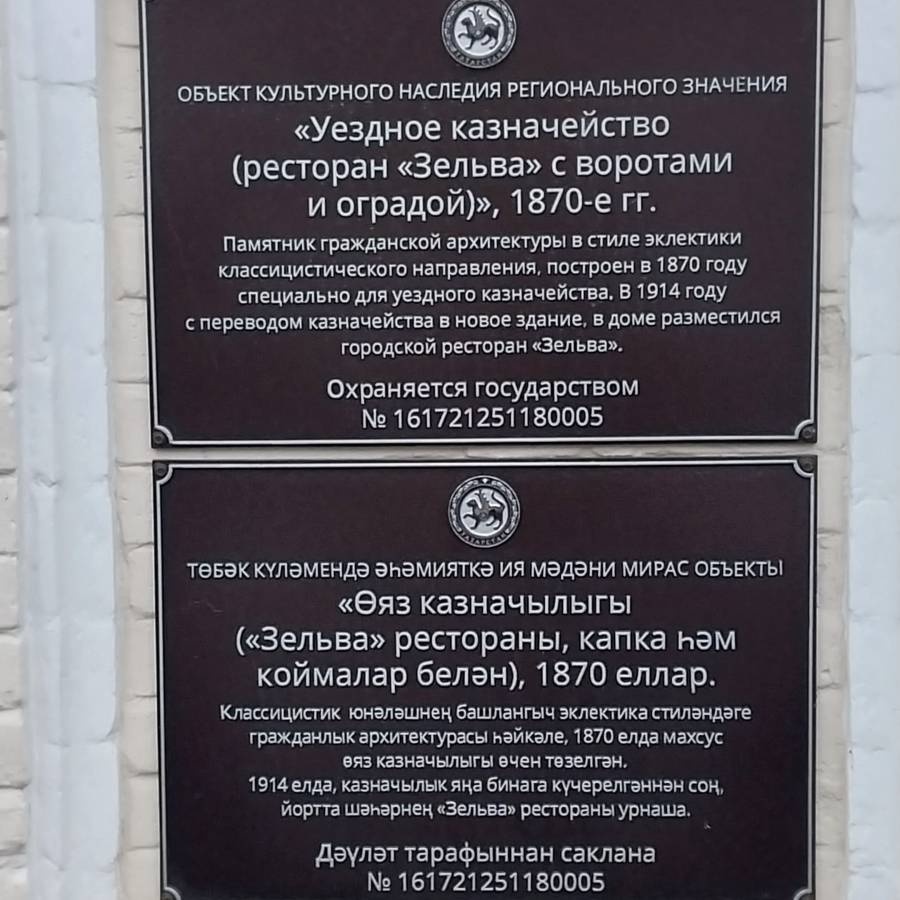 ТАТАРСТАН
ОБЪЕКТ КУЛЬТУРНОГО НАСЛЕДИЯ РЕГИОНАЛЬНОГО ЗНАЧЕНИЯ
«Уездное казначейство
(ресторан «Зельва» с воротами
и оградой)», 1870-е гг.
Памятник гражданской архитектуры в стиле эклектики
классицистического направления, построен в 1870 году
специально для уездного казначейства. В 1914 году
с переводом казначейства в новое здание, в доме разместился
городской ресторан «Зельва».
Охраняется государством
№ 161721251180005
ТАТАРСТАН
ТӨБӘК КҮЛӘМЕНДӘ ӘҺӘМИЯТКӘ ИЯ МӘДӘНИ МИРАС ОБЪЕКТЫ
«Өяз казначылыгы
(«Зельва» рестораны, капка һәм
коймалар белән), 1870 еллар.
Классицистик юнәләшнең башлангыч эклектика стиләндәге
гражданлык архитектурасы һәйкәле, 1870 елда махсус
өяз казначылыгы өчен төзелгән.
1914 елда, казначылык яңа бинага күчерелгәннән соң,
йортта шәһәрнең «Зельва» рестораны урнаша.
Дәүләт тарафыннан саклана
№ 161721251180005